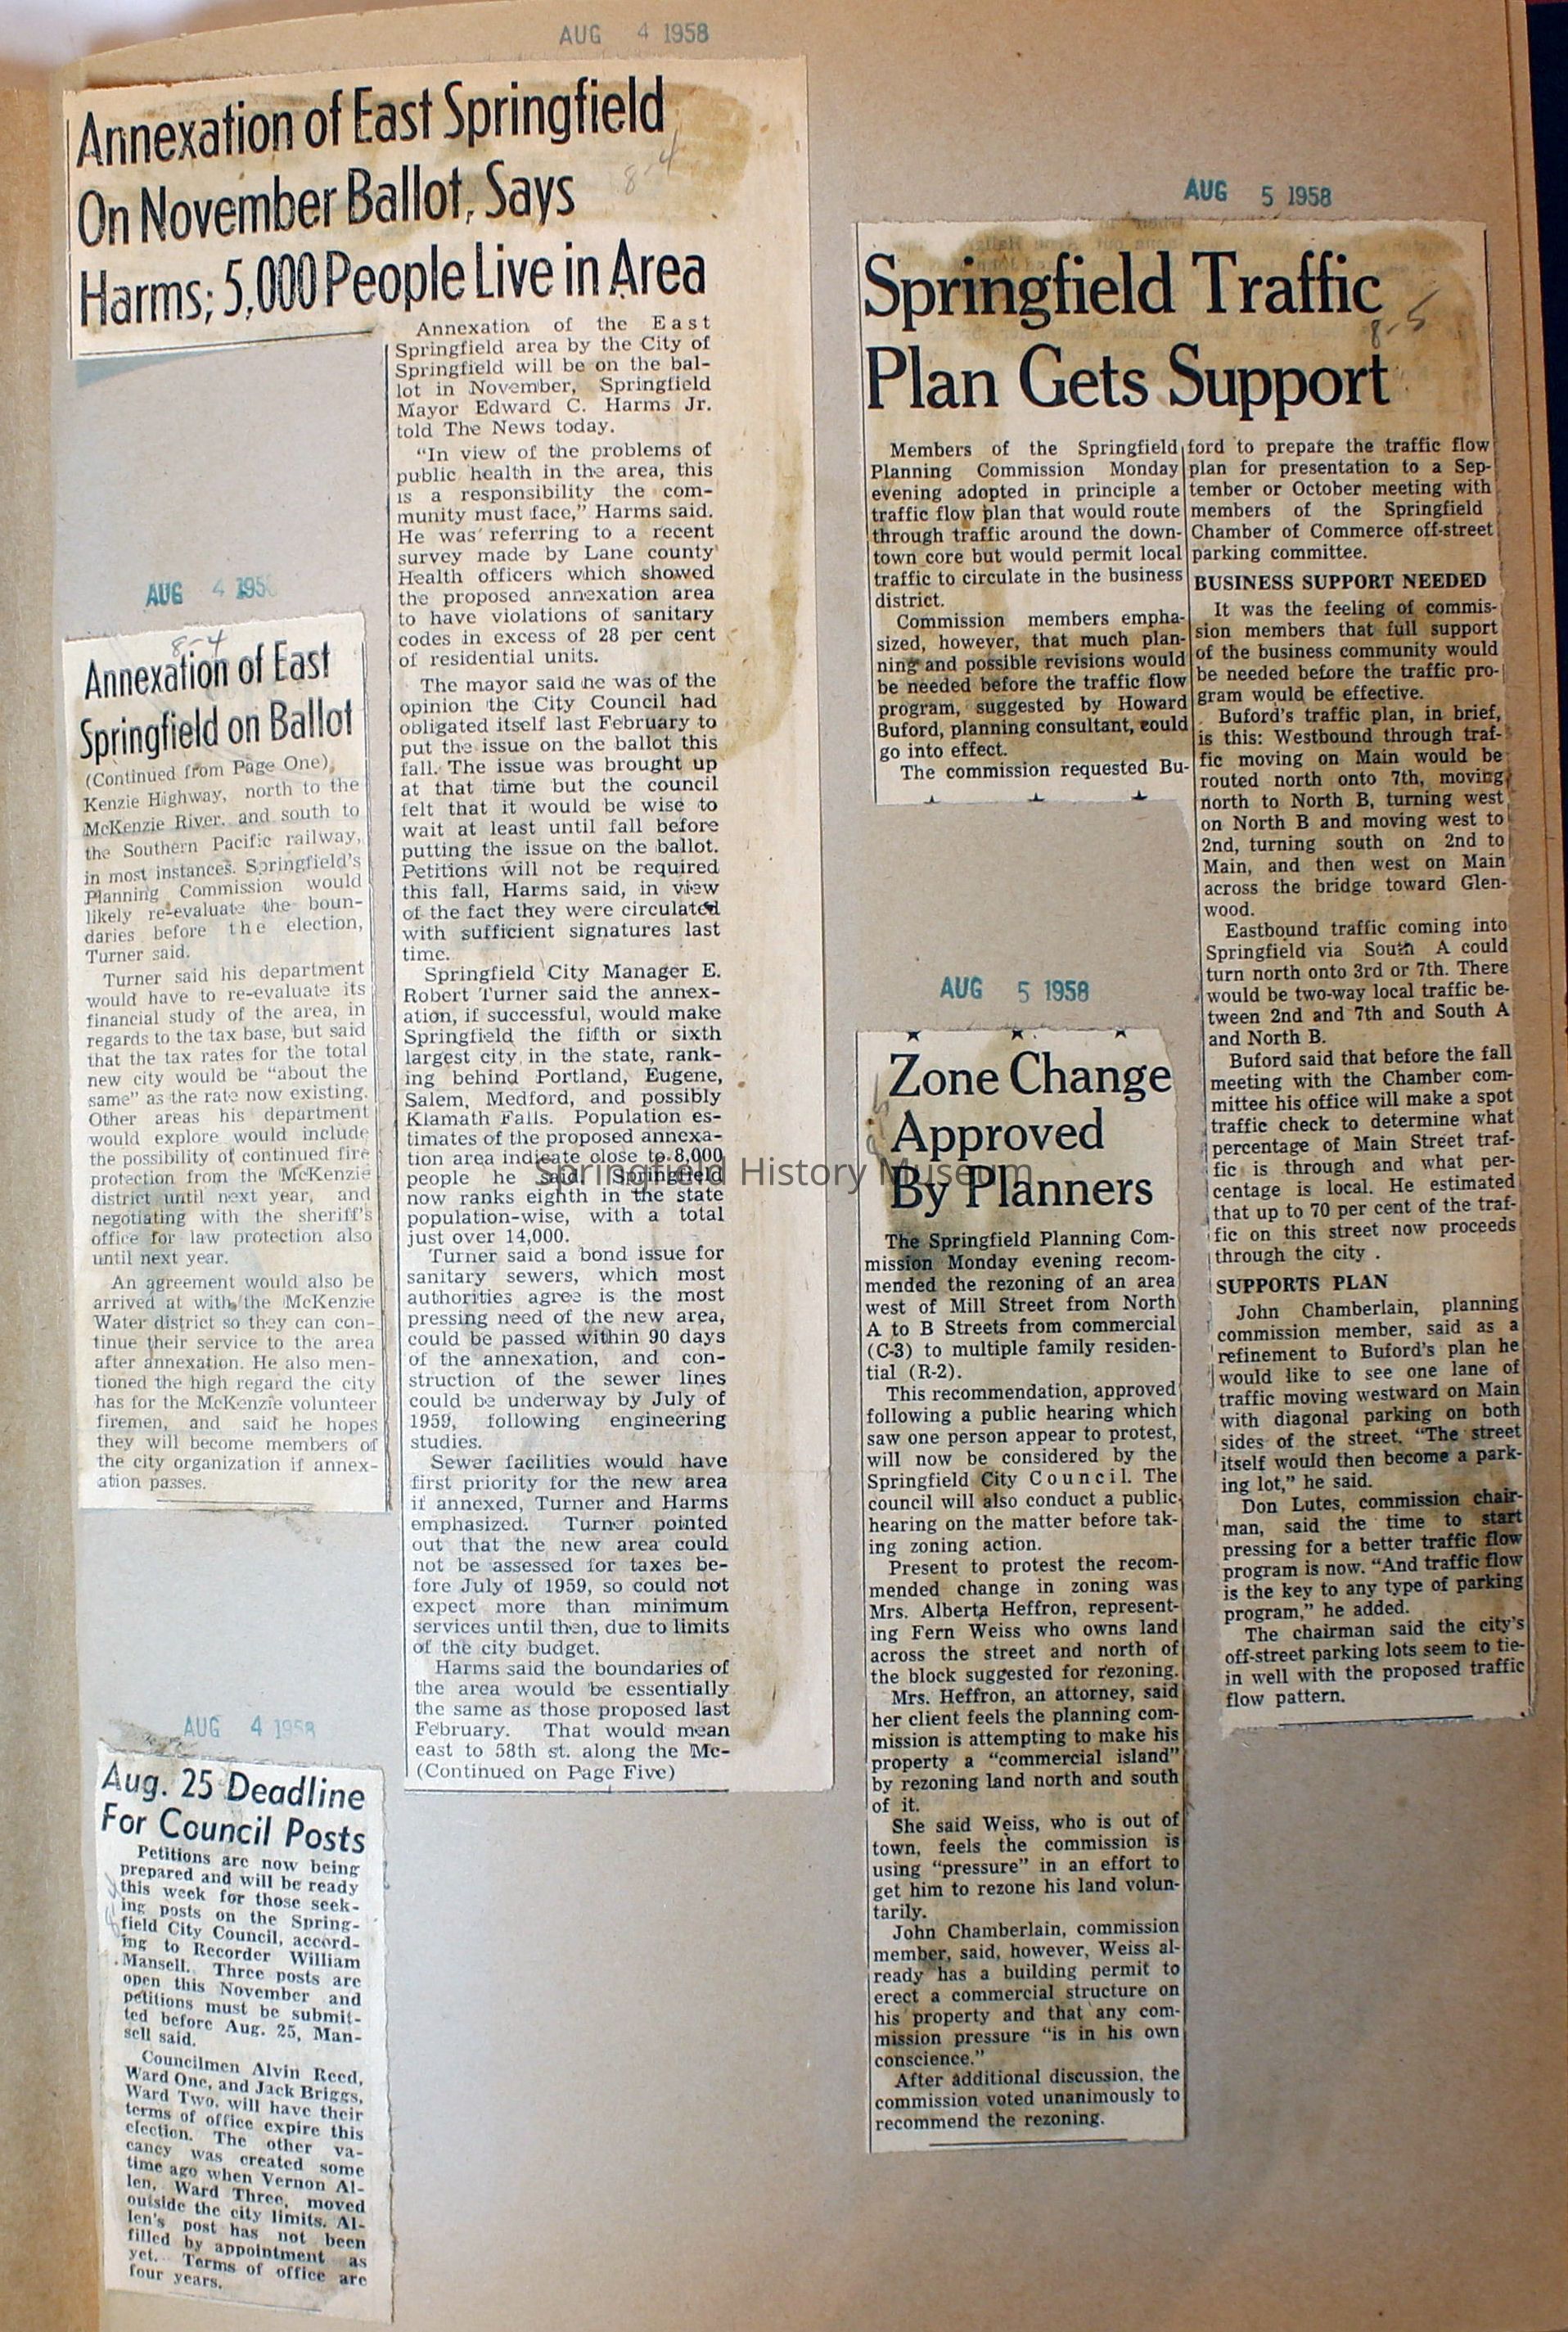 AUG 4 1958
Annexation of East Springfield
On November Ballot, Says
Harms; 5,000 People Live in Area
8-4
Annexation of the East
Springfield area by the City of
Springfield will be on the bal-
lot in November, Springfield
Mayor Edward C. Harms Jr.
told The News today.
"In view of the problems of
public health in the area, this
is a responsibility the com-
munity must face," Harms said.
He was referring to a recent
survey made by Lane county
Health officers which showed
the proposed annexation area
to have violations of sanitary
codes in excess of 28 per cent
of residential units.
The mayor said he was of the
opinion the City Council had
obligated itself last February to
put the issue on the ballot this
fall. The issue was brought up
at that time but the council
felt that it would be wise to
wait at least until fall before
putting the issue on the ballot.
Petitions will not be required
this fall, Harms said, in view
of the fact they were circulated
with sufficient signatures last
time.
Springfield City Manager E.
Robert Turner said the annex-
ation, if successful, would make
Springfield the fifth or sixth
largest city in the state, rank-
ing behind Portland, Eugene,
Salem, Medford, and possibly
Klamath Falls. Population es-
timates of the proposed annexa-
tion area indicate close to 8,000
people he said. Springfield
now ranks eighth in the state
population-wise, with a total
just over 14,000.
Turner said a bond issue for
sanitary sewers, which most
authorities agree is the most
pressing need of the new area,
could be passed within 90 days
of the annexation, and con-
struction of the sewer lines
could be underway by July of
1959, following engineering
studies.
Sewer facilities would have
first priority for the new area
if annexed, Turner and Harms
emphasized. Turner pointed
out that the new area could
not be assessed for taxes be-
fore July of 1959, so could not
expect more than minimum
services until then, due to limits
of the city budget.
Harms said the boundaries of
the area would be essentially
the same as those proposed last
February. That would mean
east to 58th st. along the Mc-
(Continued on Page Five)
AUG 4 195
8-4
Annexation of East
Springfield on Ballot
(Continued from Page One)
Kenzie Highway, north to the
McKenzie River, and south to
the Southern Pacific railway,
in most instances. Springfield's
Planning Commission would
likely re-evaluate the boun-
daries before the election,
Turner said.
Turner said his department
would have to re-evaluate its
financial study of the area, in
regards to the tax base, but said
that the tax rates for the total
new city would be "about the
same" as the rate now existing.
Other areas his department
would explore would include
the possibility of continued fire
protection from the McKenzie
district until next year, and
negotiating with the sheriff's
office for law protection also
until next year.
An agreement would also be
arrived at with the McKenzie
Water district so they can con-
tinue their service to the area
after annexation. He also men-
tioned the high regard the city
has for the McKenzie volunteer
firemen, and said he hopes
they will become members of
the city organization if annex-
ation passes.
AUG 4 1958
Aug. 25 Deadline
For Council Posts
Petitions are now being
prepared and will be ready
this week for those seek-
ing posts on the Spring-
field City Council, accord-
ing to Recorder William
Mansell. Three posts are
open this November and
petitions must be submit-
ted before Aug. 25, Man-
sell said.
Councilmen Alvin Reed,
Ward One, and Jack Briggs,
Ward Two, will have their
terms of office expire this
election. The other va-
cancy was created some
time ago when Vernon Al-
len, Ward Three, moved
outside the city limits. Al-
len's post has not been
filled by appointment as
yet. Terms of office are
four years.
AUG 5 1958
Springfield Traffic
Plan Gets Support
8-5
Members of the Springfield
Planning Commission Monday
evening adopted in principle a
traffic flow plan that would route
through traffic around the down-
town core but would permit local
traffic to circulate in the business
district.
Commission members empha-
sized, however, that much plan-
ning and possible revisions would
be needed before the traffic flow
program, suggested by Howard
Buford, planning consultant, could
go into effect.
The commission requested Bu-
ford to prepare the traffic flow
plan for presentation to a Sep-
tember or October meeting with
members of the Springfield
Chamber of Commerce off-street
parking committee.
BUSINESS SUPPORT NEEDED
It was the feeling of commis-
sion members that full support
of the business community would
be needed before the traffic pro-
gram would be effective.
Buford's traffic plan, in brief,
is this: Westbound through traf-
fic moving on Main would be
routed north onto 7th, moving
north to North B, turning west
on North B and moving west to
2nd, turning south on 2nd to
Main, and then west on Main
across the bridge toward Glen-
wood.
Eastbound traffic coming into
Springfield via South A could
turn north onto 3rd or 7th. There
would be two-way local traffic be-
tween 2nd and 7th and South A
and North B.
Buford said that before the fall
meeting with the Chamber com-
mittee his office will make a spot
traffic check to determine what
percentage of Main Street traf-
fic is through and what per-
centage is local. He estimated
that up to 70 per cent of the traf-
fic on this street now proceeds
through the city .
SUPPORTS PLAN
John Chamberlain, planning
commission member, said as a
refinement to Buford's plan he
would like to see one lane of
traffic moving westward on Main
with diagonal parking on both
sides of the street. "The street
itself would then become a park-
ing lot," he said.
Don Lutes, commission chair-
man, said the time to start
pressing for a better traffic flow
program is now. "And traffic flow
is the key to any type of parking
program," he added.
The chairman said the city's
off-street parking lots seem to tie-
in well with the proposed traffic
flow pattern.
AUG 5 1958
Zone Change
Approved
By Planners
The Springfield Planning Com-
mission Monday evening recom-
mended the rezoning of an area
west of Mill Street from North
A to B Streets from commercial
(C-3) to multiple family residen-
tial (R-2).
This recommendation, approved
following a public hearing which
saw one person appear to protest,
will now be considered by the
Springfield City Council. The
council will also conduct a public
hearing on the matter before tak-
ing zoning action.
Present to protest the recom-
mended change in zoning was
Mrs. Alberta Heffron, represent-
ing Fern Weiss who owns land
across the street and north of
the block suggested for rezoning.
Mrs. Heffron, an attorney, said
her client feels the planning com-
mission is attempting to make his
property a "commercial island"
by rezoning land north and south
of it.
She said Weiss, who is out of
town, feels the commission is
using "pressure" in an effort to
get him to rezone his land volun-
tarily.
John Chamberlain, commission
member, said, however, Weiss al-
ready has a building permit to
erect a commercial structure on
his property and that any com-
mission pressure "is in his own
conscience."
After additional discussion, the
commission voted unanimously to
recommend the rezoning.
Springfield History Museum